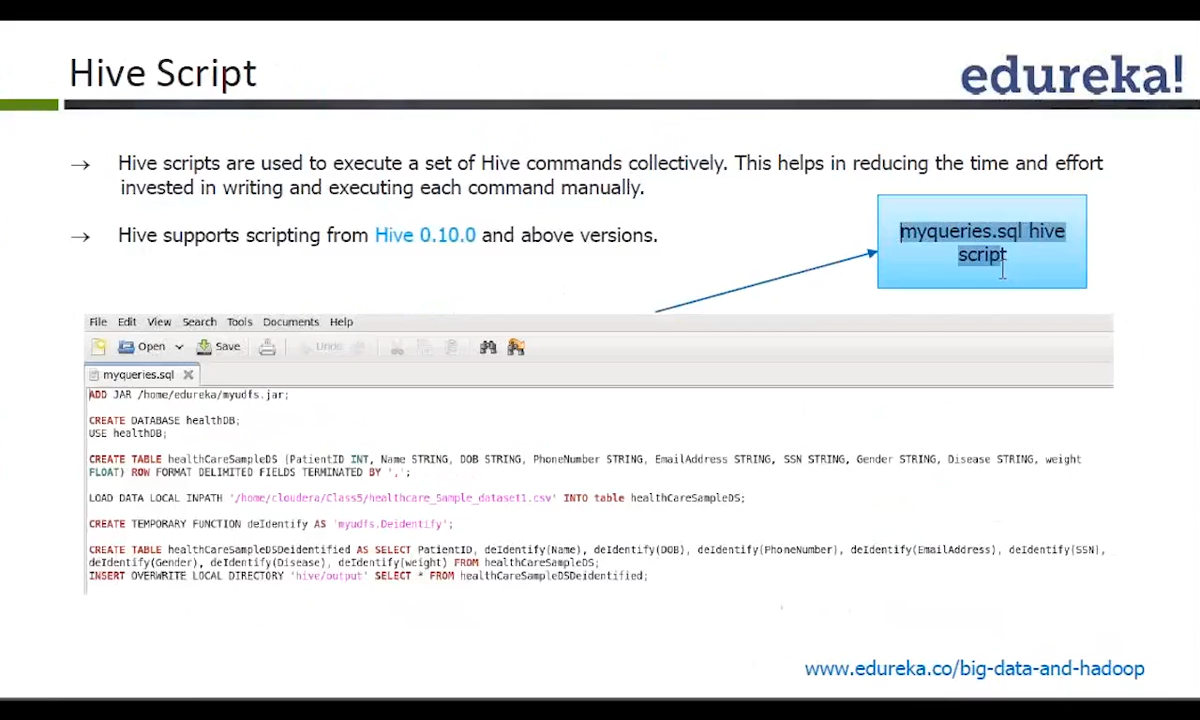 Hive Script
edureka!
→ Hive scripts are used to execute a set of Hive commands collectively. This helps in reducing the time and effort
invested in writing and executing each command manually.
→ Hive supports scripting from Hive 0.10.0 and above versions.
myqueries.sql hive
script
File Edit View Search Tools Documents Help
Open Save Undo
myqueries.sql
ADD JAR /home/edureka/myudfs.jar;
CREATE DATABASE healthDB;
USE healthDB;
CREATE TABLE healthCareSampleDS (PatientID INT, Name STRING, DOB STRING, PhoneNumber STRING, EmailAddress STRING, SSN STRING, Gender STRING, Disease STRING, weight
FLOAT) ROW FORMAT DELIMITED FIELDS TERMINATED BY ',';
LOAD DATA LOCAL INPATH '/home/cloudera/Class5/healthcare_Sample_dataset1.csv' INTO table healthCareSampleDS;
CREATE TEMPORARY FUNCTION deIdentify AS 'myudfs.Deidentify';
CREATE TABLE healthCareSampleDSDeidentified AS SELECT PatientID, deIdentify(Name), deIdentify(DOB), deIdentify(PhoneNumber), deIdentify(EmailAddress), deIdentify(SSN),
deIdentify(Gender), deIdentify(Disease), deIdentify(weight) FROM healthCareSampleDS;
INSERT OVERWRITE LOCAL DIRECTORY 'hive/output' SELECT * FROM healthCareSampleDSDeidentified;
www.edureka.co/big-data-and-hadoop